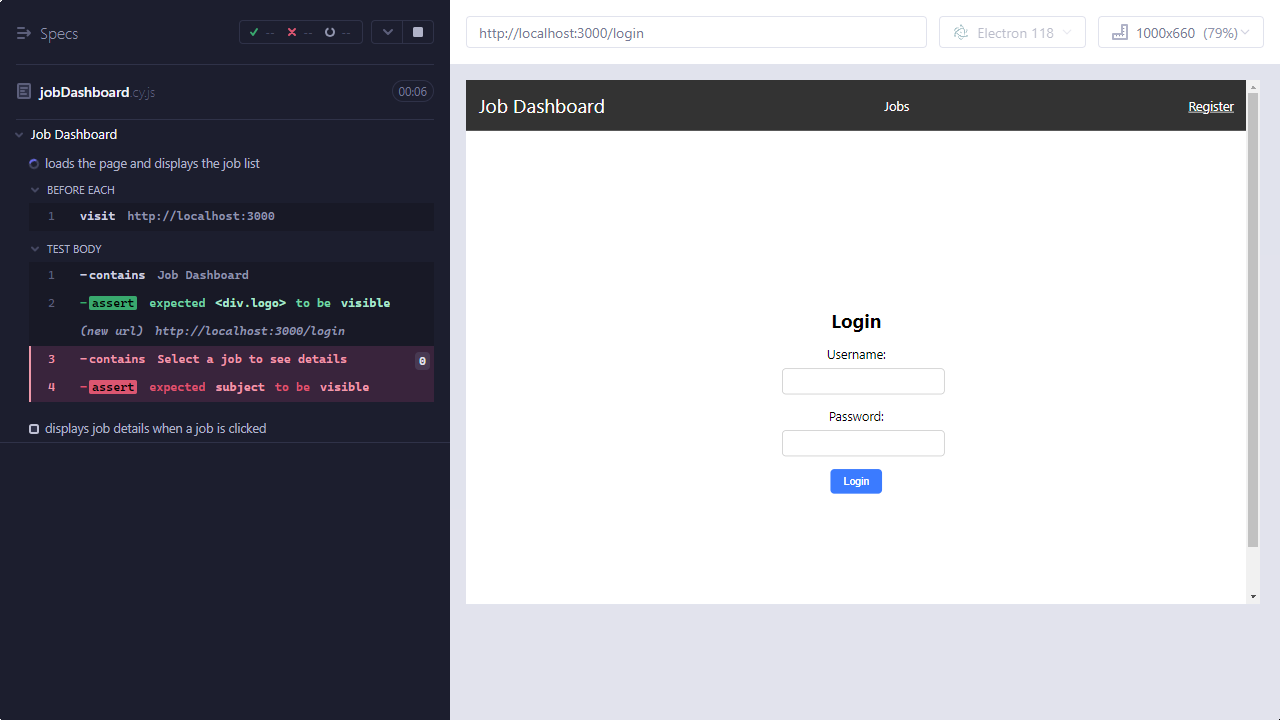 Specs
-- -- --
jobDashboard.cy.js 00:06
Job Dashboard
loads the page and displays the job list
BEFORE EACH
1 visit http://localhost:3000
TEST BODY
1 -contains Job Dashboard
2 -assert expected <div.logo> to be visible
(new url) http://localhost:3000/login
3 -contains Select a job to see details 0
4 -assert expected subject to be visible
displays job details when a job is clicked
http://localhost:3000/login Electron 118 1000x660 (79%)
Job Dashboard Jobs Register
Login
Username:
Password:
Login